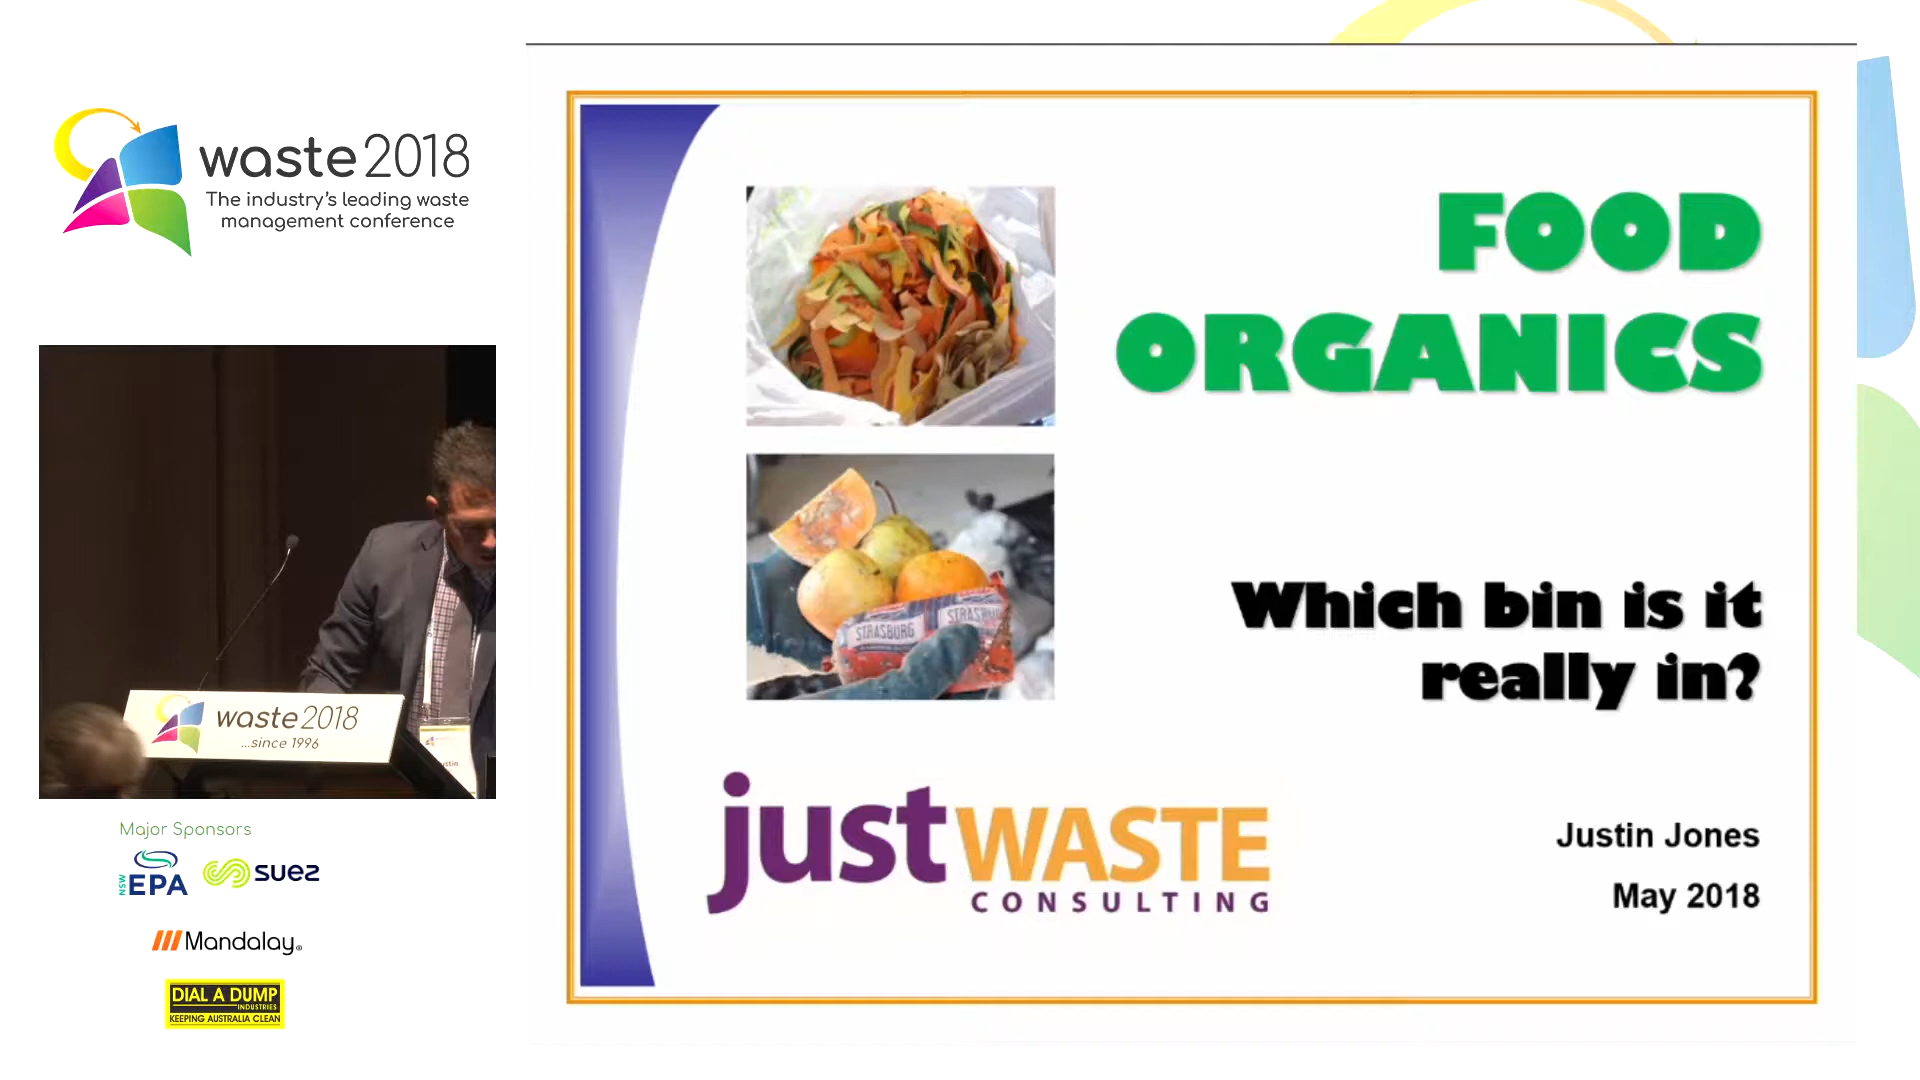 waste 2018
The industry's leading waste
management conference
waste 2018
...since 1996
Major Sponsors
NSW
EPA
suez
Mandalay®
DIAL A DUMP
INDUSTRIES
KEEPING AUSTRALIA CLEAN
FOOD
ORGANICS
STRASBURG
Which bin is it
really in?
just WASTE
CONSULTING
Justin Jones
May 2018